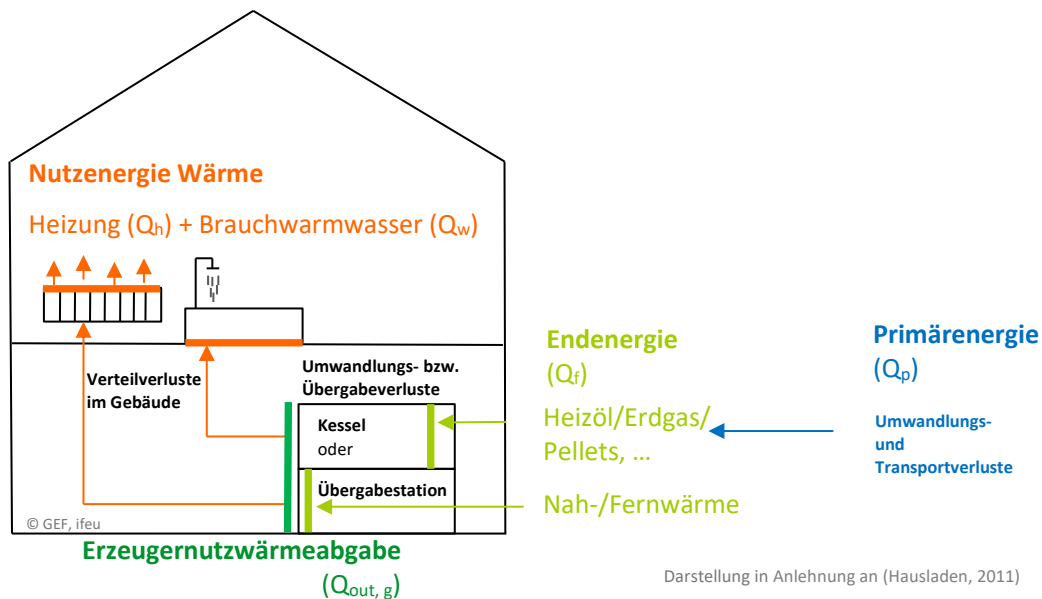 Nutzenergie Wärme
Heizung (Qh) + Brauchwarmwasser (Qw)
Verteilverluste
im Gebäude
Umwandlungs- bzw.
Übergabeverluste
Kessel
oder
Übergabestation
© GEF, ifeu
Erzeugernutzwärmeabgabe
(Qout, g)
Endenergie
(Qf)
Heizöl/Erdgas/
Pellets, …
Nah-/Fernwärme
Primärenergie
(Qp)
Umwandlungs-
und
Transportverluste
Darstellung in Anlehnung an (Hausladen, 2011)